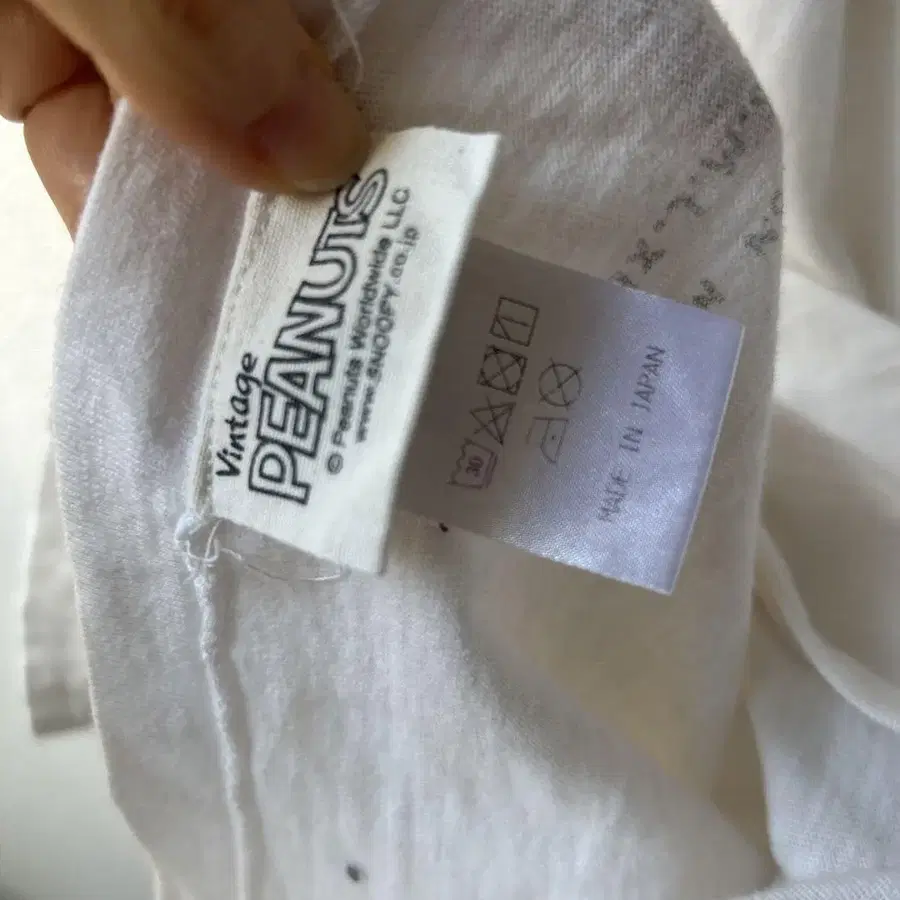 Vintage
PEANUTS
© Peanuts Worldwide LLC
www.SNOOPY.co.jp
30
MADE IN JAPAN